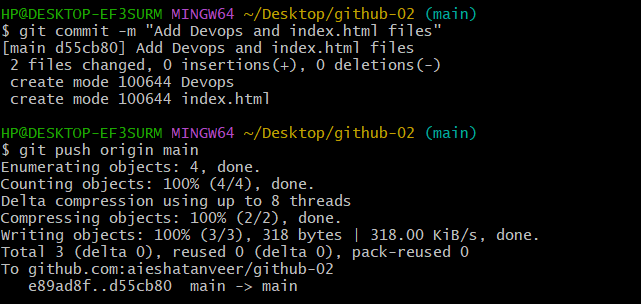 HP@DESKTOP-EF3SURM MINGW64 ~/Desktop/github-02 (main)
$ git commit -m "Add Devops and index.html files"
[main d55cb80] Add Devops and index.html files
 2 files changed, 0 insertions(+), 0 deletions(-)
 create mode 100644 Devops
 create mode 100644 index.html

HP@DESKTOP-EF3SURM MINGW64 ~/Desktop/github-02 (main)
$ git push origin main
Enumerating objects: 4, done.
Counting objects: 100% (4/4), done.
Delta compression using up to 8 threads
Compressing objects: 100% (2/2), done.
Writing objects: 100% (3/3), 318 bytes | 318.00 KiB/s, done.
Total 3 (delta 0), reused 0 (delta 0), pack-reused 0
To github.com:aieshatanveer/github-02
   e89ad8f..d55cb80  main -> main